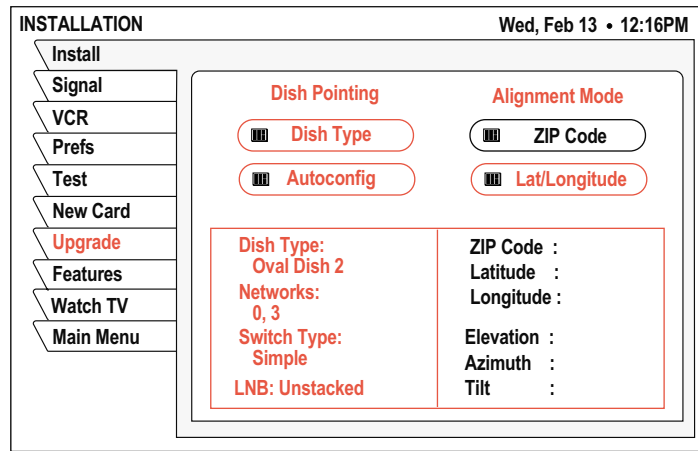 INSTALLATION
Wed, Feb 13 • 12:16PM
Install
Signal
VCR
Prefs
Test
New Card
Upgrade
Features
Watch TV
Main Menu
Dish Pointing
Dish Type
Autoconfig
Alignment Mode
ZIP Code
Lat/Longitude
Dish Type:
Oval Dish 2
Networks:
0, 3
Switch Type:
Simple
LNB: Unstacked
ZIP Code :
Latitude :
Longitude :
Elevation :
Azimuth :
Tilt :